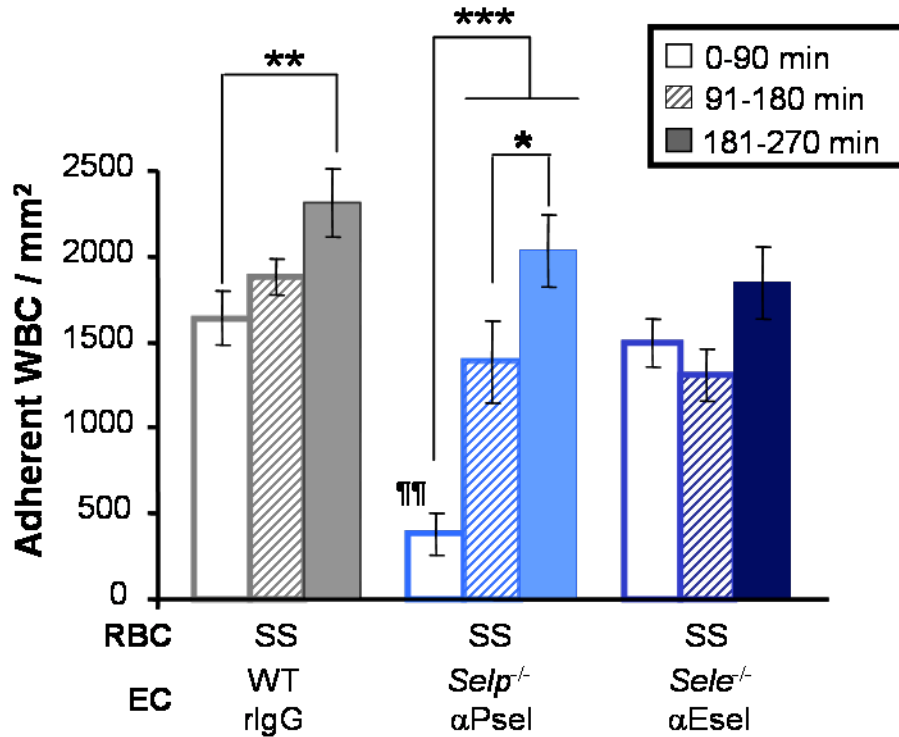 ***
**
*
0-90 min
91-180 min
181-270 min
Adherent WBC / mm²
2500
2000
1500
1000
500
0
¶¶
RBC SS SS SS
EC WT Selp-/- Sele-/-
rIgG αPsel αEsel